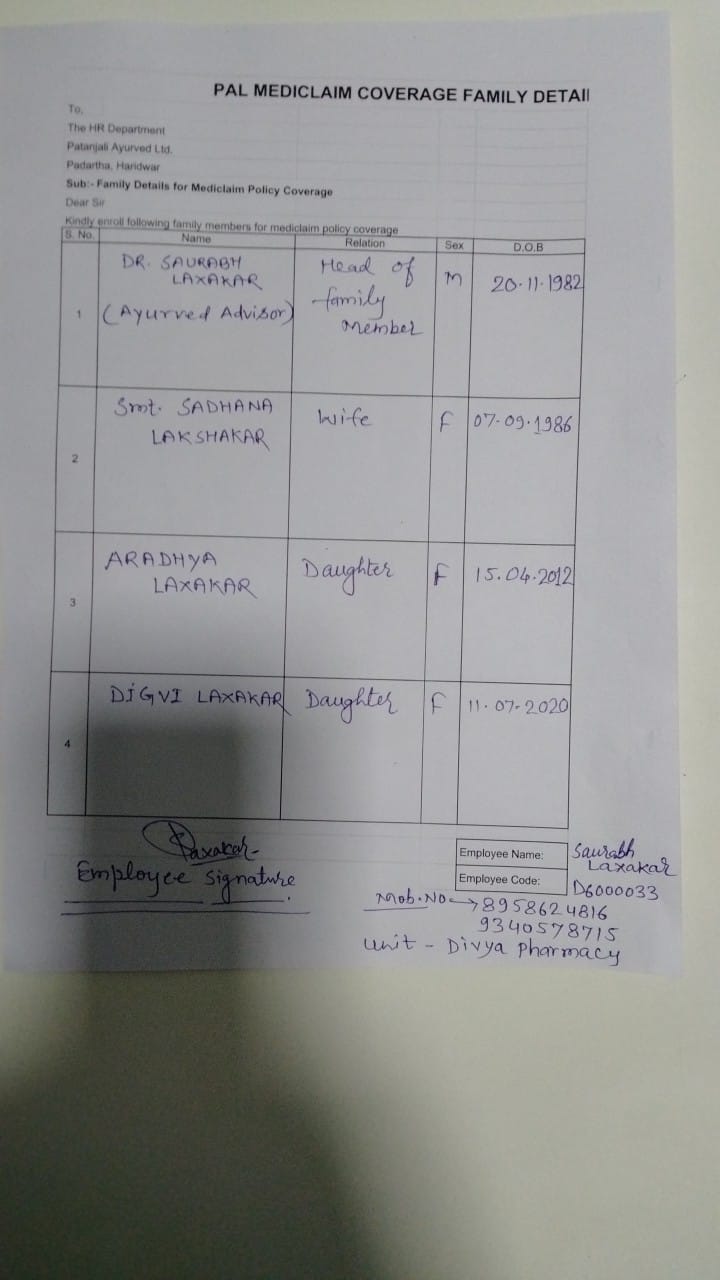 PAL MEDICLAIM COVERAGE FAMILY DETAIl
To,
The HR Department
Patanjali Ayurved Ltd.
Padartha, Haridwar
Sub:- Family Details for Mediclaim Policy Coverage
Dear Sir
Kindly enroll following family members for mediclaim policy coverage
S. No. Name Relation Sex D.O.B
1 DR. SAURABH LAXAKAR (Ayurved Advisor) Head of family Member M 20.11.1982
2 Smt. SADHANA LAKSHAKAR Wife F 07.09.1986
3 ARADHYA LAXAKAR Daughter F 15.04.2012
4 DIGVI LAXAKAR Daughter F 11.07.2020
Laxakar
Employee Signature
Employee Name: Saurabh Laxakar
Employee Code: D6000033
Mob. NO → 8958624816
9340578715
Unit - Divya Pharmacy